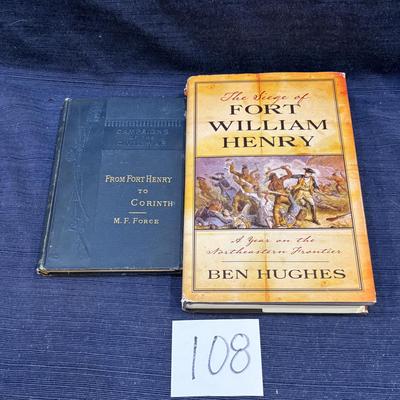 CAMPAIGNS
OF THE
CIVIL WAR
FROM FORT HENRY
TO
CORINTH
M. F. FORCE
The Siege of
FORT
WILLIAM
HENRY
A Year on the
Northeastern Frontier
BEN HUGHES
108